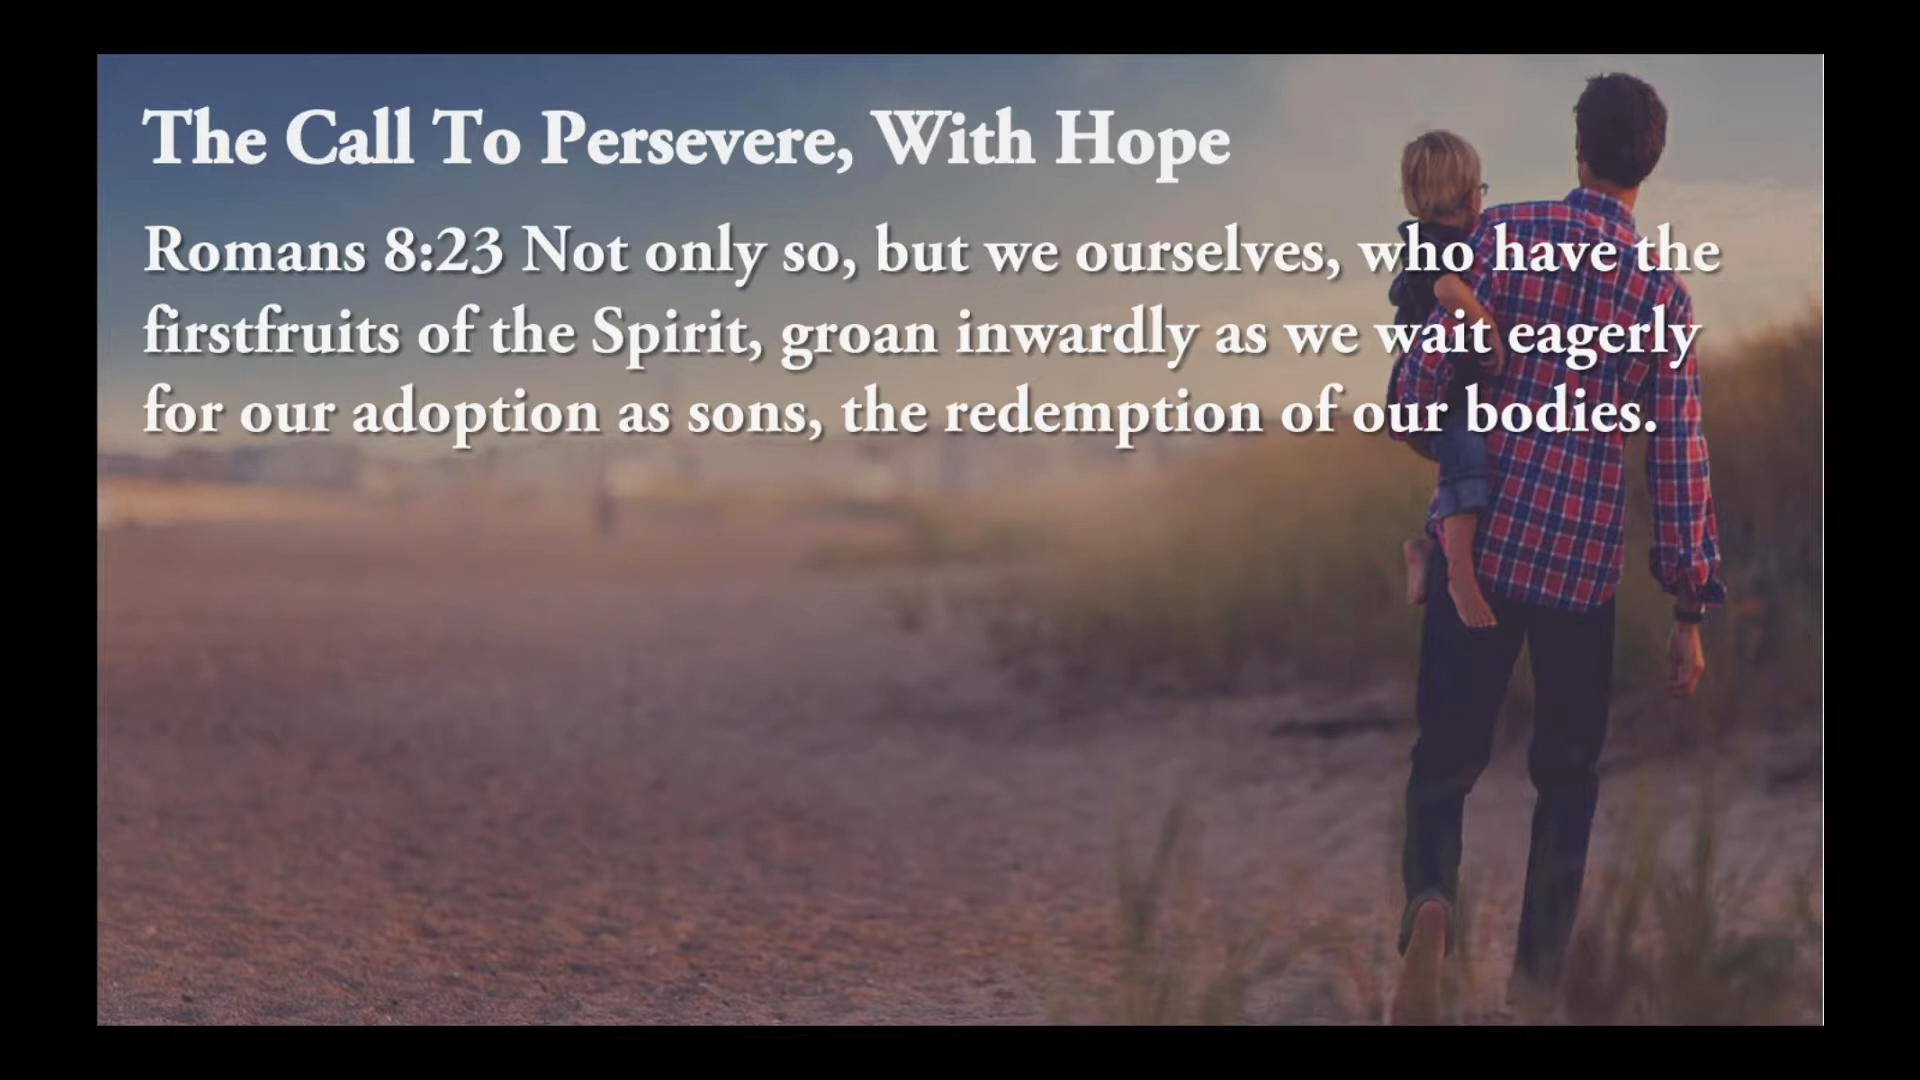 The Call To Persevere, With Hope
Romans 8:23 Not only so, but we ourselves, who have the
firstfruits of the Spirit, groan inwardly as we wait eagerly
for our adoption as sons, the redemption of our bodies.